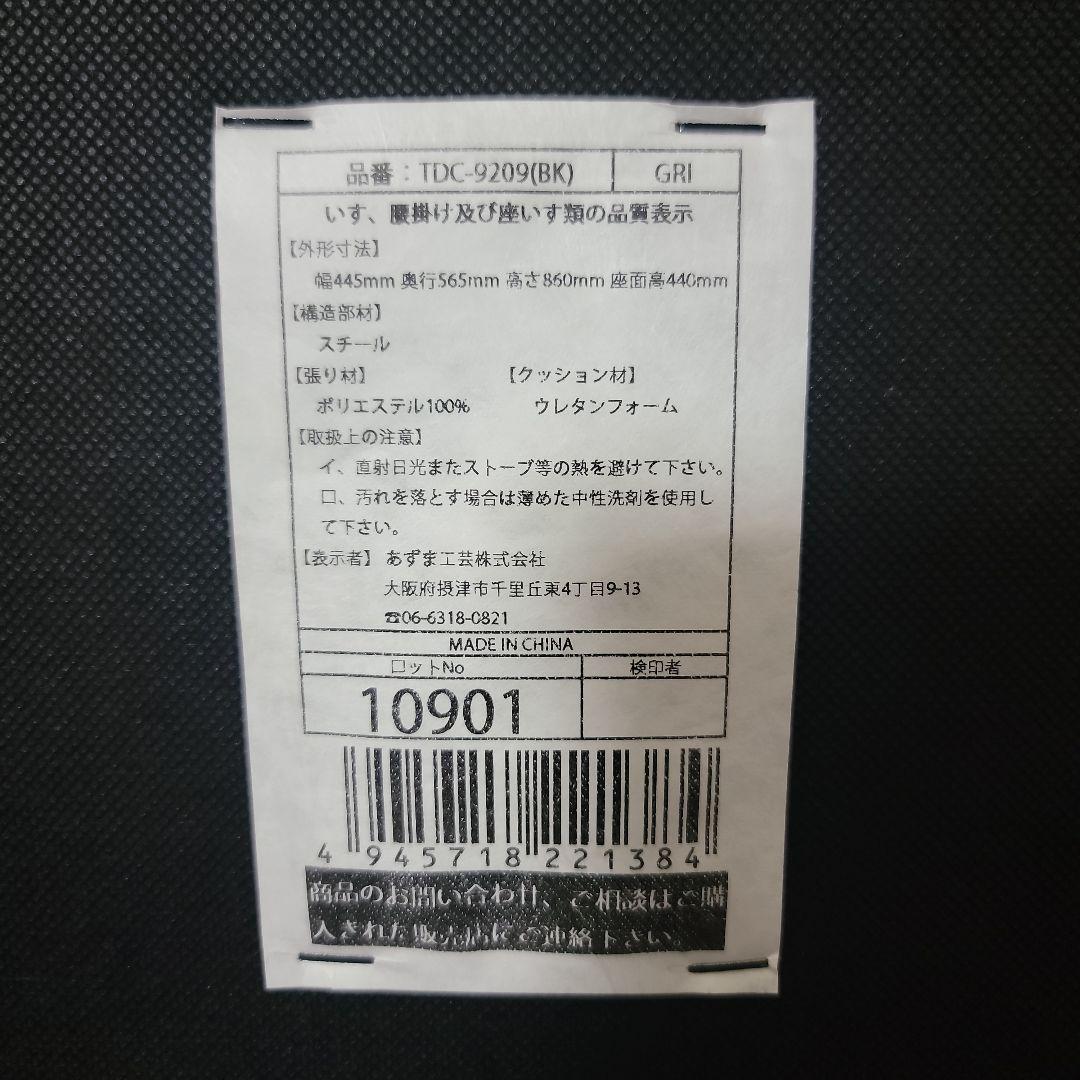 品番：TDC-9209(BK) GRI
いす、腰掛け及び座いす類の品質表示
【外形寸法】
幅445mm 奥行565mm 高さ860mm 座面高440mm
【構造部材】
スチール
【張り材】 【クッション材】
ポリエステル100% ウレタンフォーム
【取扱上の注意】
イ、直射日光またストーブ等の熱を避けて下さい。
ロ、汚れを落とす場合は薄めた中性洗剤を使用し
て下さい。
【表示者】 あずま工芸株式会社
大阪府摂津市千里丘東4丁目9-13
☎06-6318-0821
MADE IN CHINA
ロットNo 検印者
10901
4 945718 221384
商品のお問い合わせ、ご相談はご購
入された販売店にご連絡下さい。